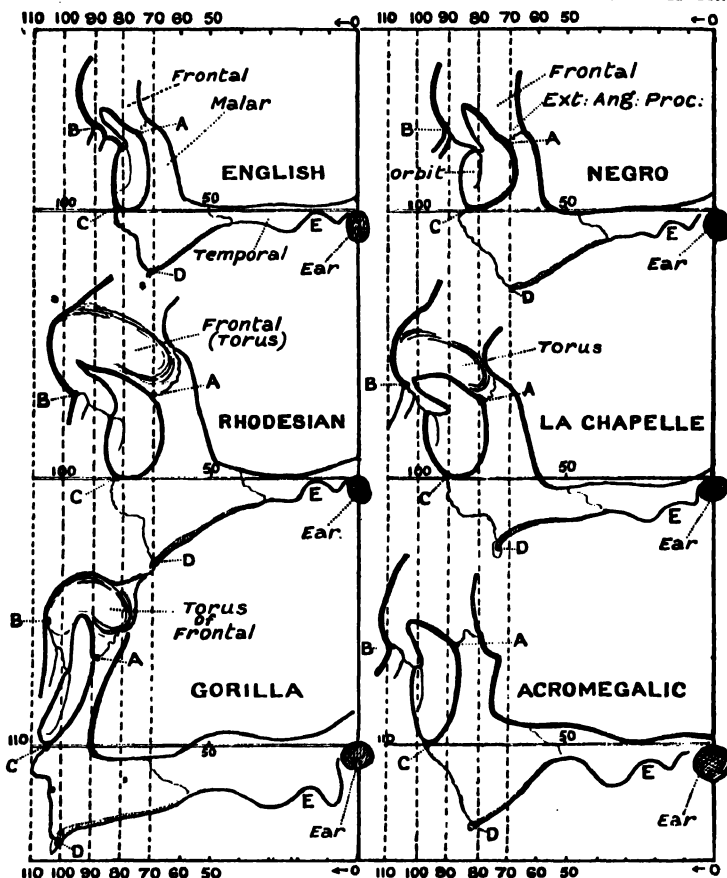 110 100 90 80 70 60 50 ←0
110 100 90 80 70 60 50 ←0
Frontal
Malar
A
B
ENGLISH
100
50
C
Temporal
E
D
Ear
Frontal
Ext: Ang: Proc:
B
A
orbit
NEGRO
100
50
C
E
D
Ear
Frontal
(Torus)
A
B
RHODESIAN
100
50
C
E
D
Ear.
Torus
B
A
LA CHAPELLE
100
50
C
E
D
Ear
B
Torus
of
Frontal
A
GORILLA
110
50
C
E
D
Ear
B
A
ACROMEGALIC
110
50
C
E
D
Ear
110 100 90 80 70 60 50 ←0
110 100 90 80 70 60 50 ←0